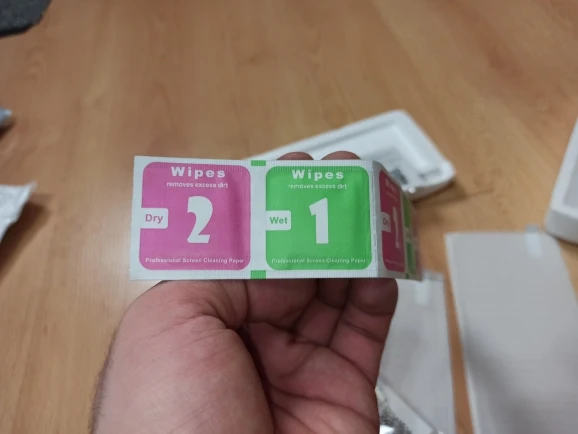 Wipes
removes excess dirt
Dry
2
Professional Screen Cleaning Paper
Wipes
removes excess dirt
Wet
1
Professional Screen Cleaning Paper